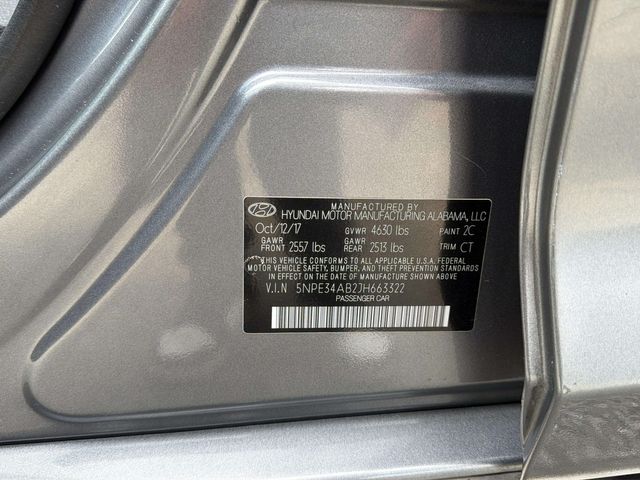 MANUFACTURED BY
HYUNDAI MOTOR MANUFACTURING ALABAMA, LLC
Oct/12/17 GVWR 4630 lbs PAINT 2C
GAWR FRONT 2557 lbs GAWR REAR 2513 lbs TRIM CT
THIS VEHICLE CONFORMS TO ALL APPLICABLE U.S.A. FEDERAL
MOTOR VEHICLE SAFETY, BUMPER, AND THEFT PREVENTION STANDARDS
IN EFFECT ON THE DATE OF MANUFACTURE SHOWN ABOVE
V.I.N 5NPE34AB2JH663322
PASSENGER CAR